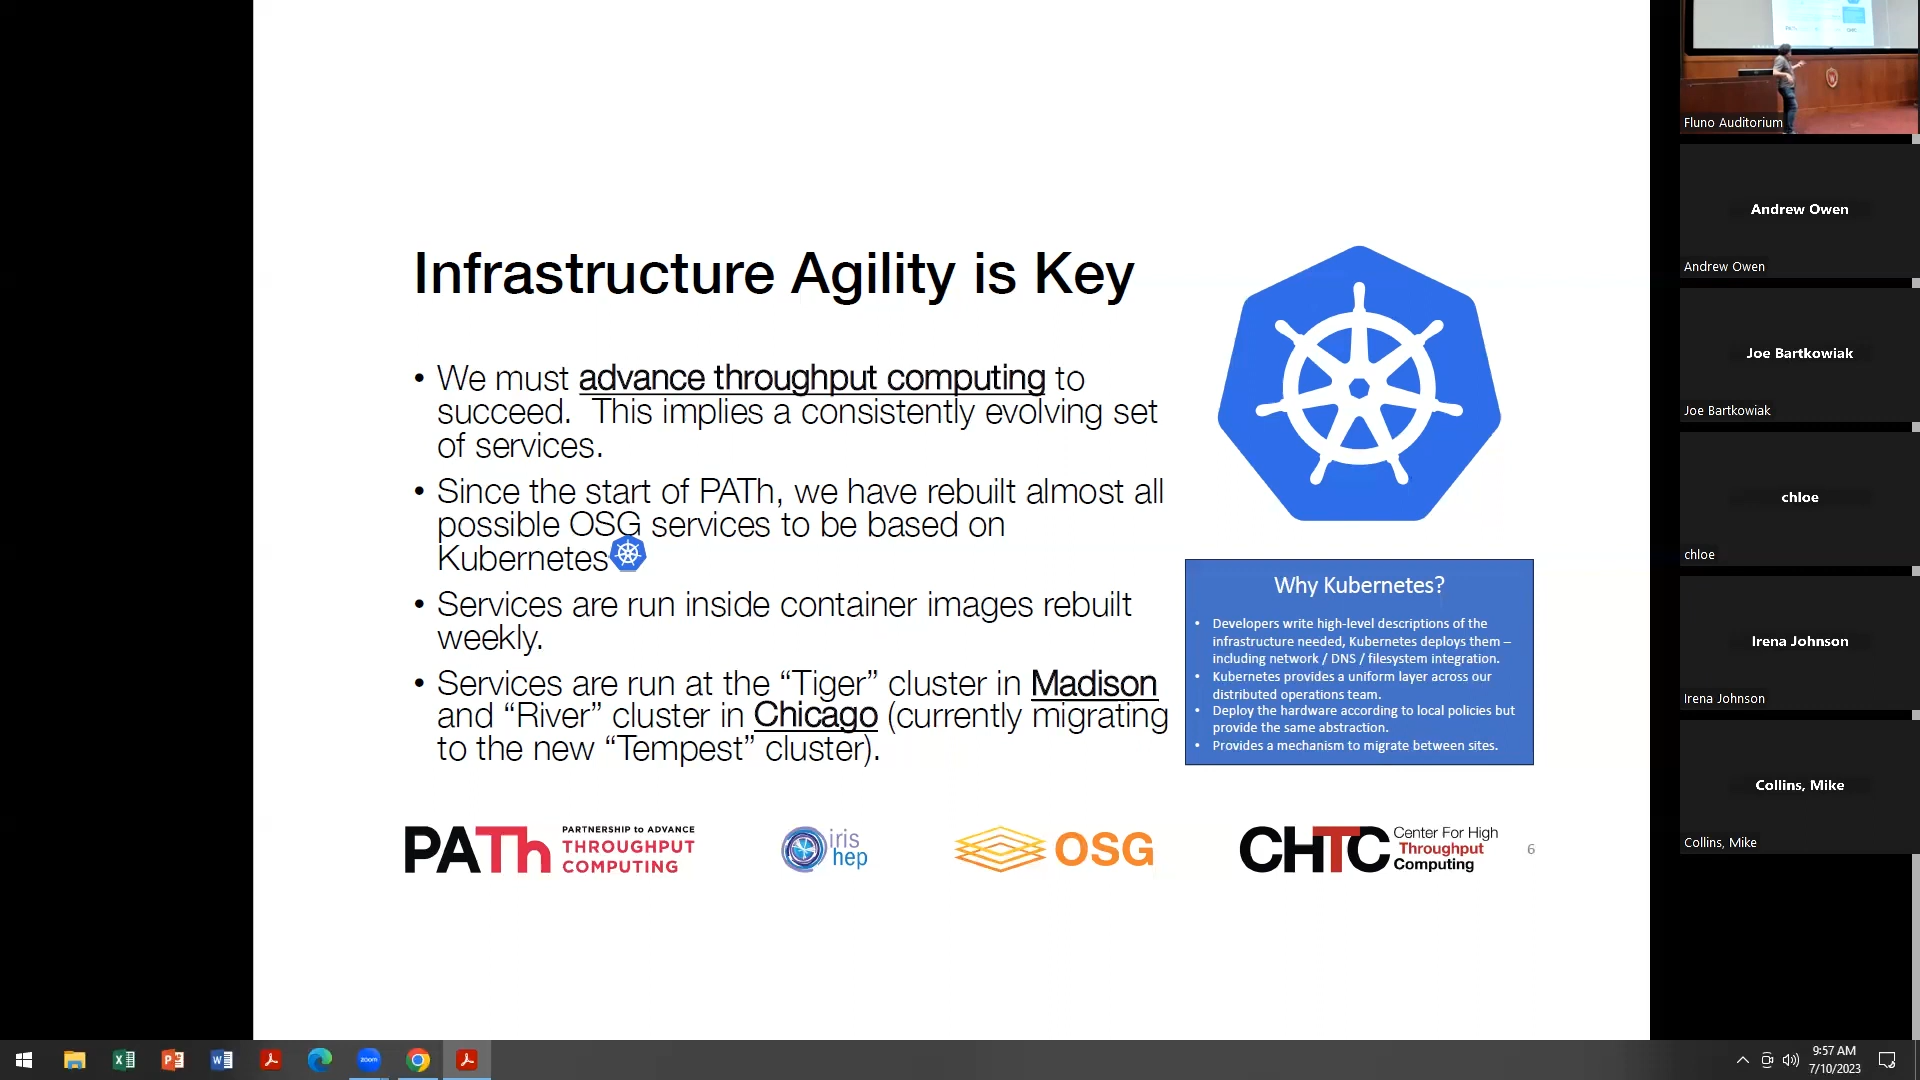 Infrastructure Agility is Key
• We must advance throughput computing to
succeed.  This implies a consistently evolving set
of services.
• Since the start of PATh, we have rebuilt almost all
possible OSG services to be based on
Kubernetes
• Services are run inside container images rebuilt
weekly.
• Services are run at the “Tiger” cluster in Madison
and “River” cluster in Chicago (currently migrating
to the new “Tempest” cluster).
Why Kubernetes?
• Developers write high-level descriptions of the
infrastructure needed, Kubernetes deploys them –
including network / DNS / filesystem integration.
• Kubernetes provides a uniform layer across our
distributed operations team.
• Deploy the hardware according to local policies but
provide the same abstraction.
• Provides a mechanism to migrate between sites.
PATh
PARTNERSHIP to ADVANCE
THROUGHPUT
COMPUTING
iris
hep
OSG
CHTC
Center For High
Throughput
Computing
6
Fluno Auditorium
Andrew Owen
Andrew Owen
Joe Bartkowiak
Joe Bartkowiak
chloe
chloe
Irena Johnson
Irena Johnson
Collins, Mike
Collins, Mike
zoom
9:57 AM
7/10/2023